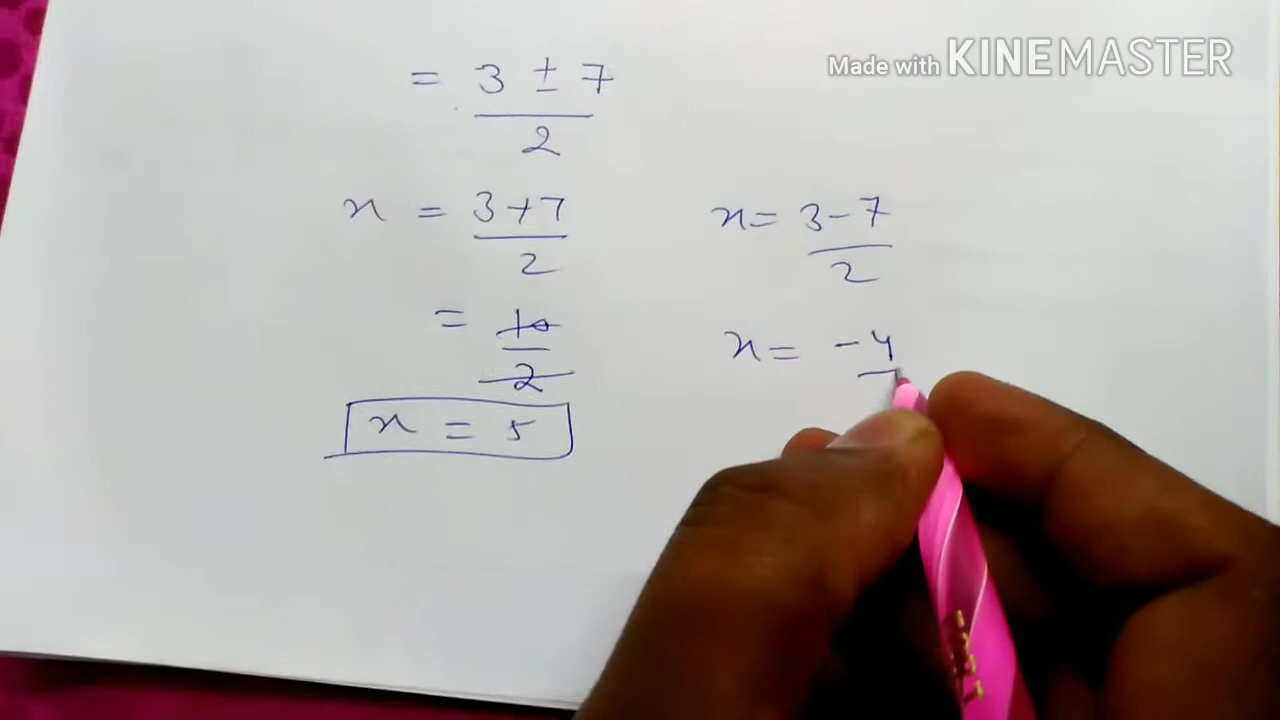 Made with KINEMASTER
= 3 ± 7
2
x = 3+7
2
= 10
2
x = 5
x = 3-7
2
x = -4